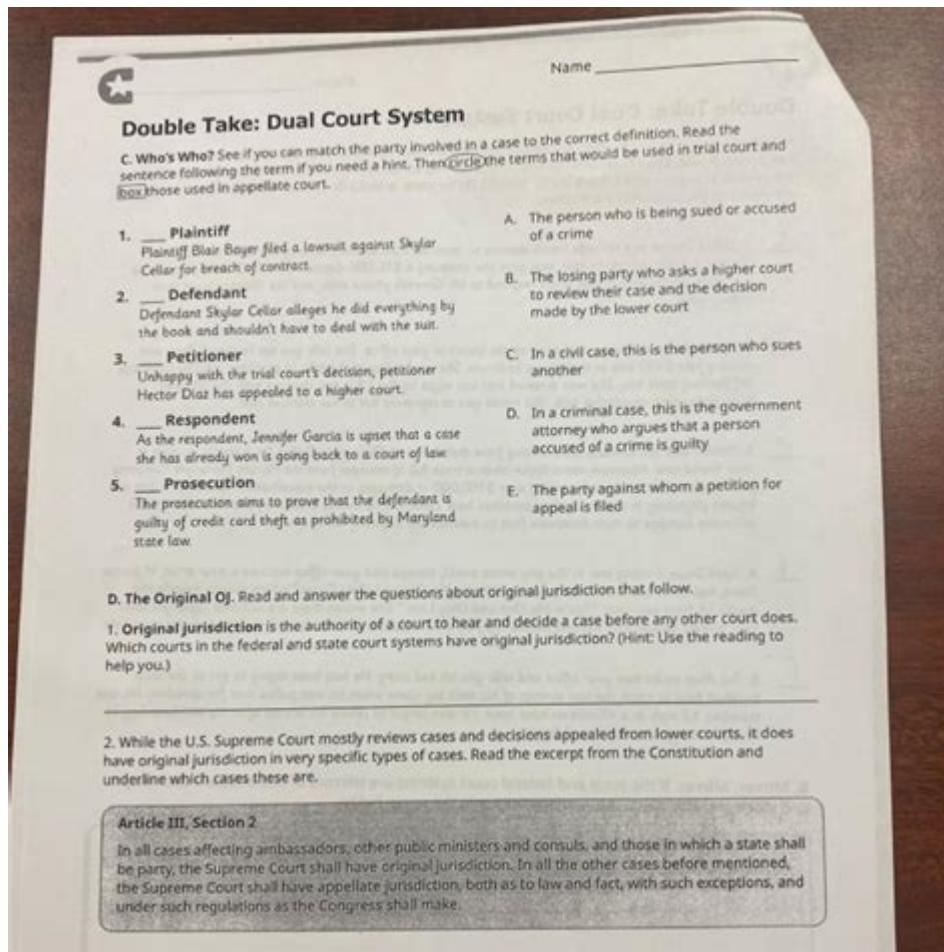 Name
Double Take: Dual Court System
C. Who's Who? See if you can match the party involved in a case to the correct definition. Read the
sentence following the term if you need a hint. Then circle the terms that would be used in trial court and
box those used in appellate court.
1. ___ Plaintiff
Plaintiff Blair Bayer filed a lawsuit against Skylar
Cellar for breach of contract.
2. ___ Defendant
Defendant Skylar Cellar alleges he did everything by
the book and shouldn't have to deal with the suit.
3. ___ Petitioner
Unhappy with the trial court's decision, petitioner
Hector Diaz has appealed to a higher court.
4. ___ Respondent
As the respondent, Jennifer Garcia is upset that a case
she has already won is going back to a court of law.
5. ___ Prosecution
The prosecution aims to prove that the defendant is
guilty of credit card theft as prohibited by Maryland
state law.
A. The person who is being sued or accused
of a crime
B. The losing party who asks a higher court
to review their case and the decision
made by the lower court
C. In a civil case, this is the person who sues
another
D. In a criminal case, this is the government
attorney who argues that a person
accused of a crime is guilty
E. The party against whom a petition for
appeal is filed
D. The Original OJ. Read and answer the questions about original jurisdiction that follow.
1. Original jurisdiction is the authority of a court to hear and decide a case before any other court does.
Which courts in the federal and state court systems have original jurisdiction? (Hint: Use the reading to
help you.)
2. While the U.S. Supreme Court mostly reviews cases and decisions appealed from lower courts, it does
have original jurisdiction in very specific types of cases. Read the excerpt from the Constitution and
underline which cases these are.
Article III, Section 2
In all cases affecting ambassadors, other public ministers and consuls, and those in which a state shall
be party, the Supreme Court shall have original jurisdiction. In all the other cases before mentioned,
the Supreme Court shall have appellate jurisdiction, both as to law and fact, with such exceptions, and
under such regulations as the Congress shall make.